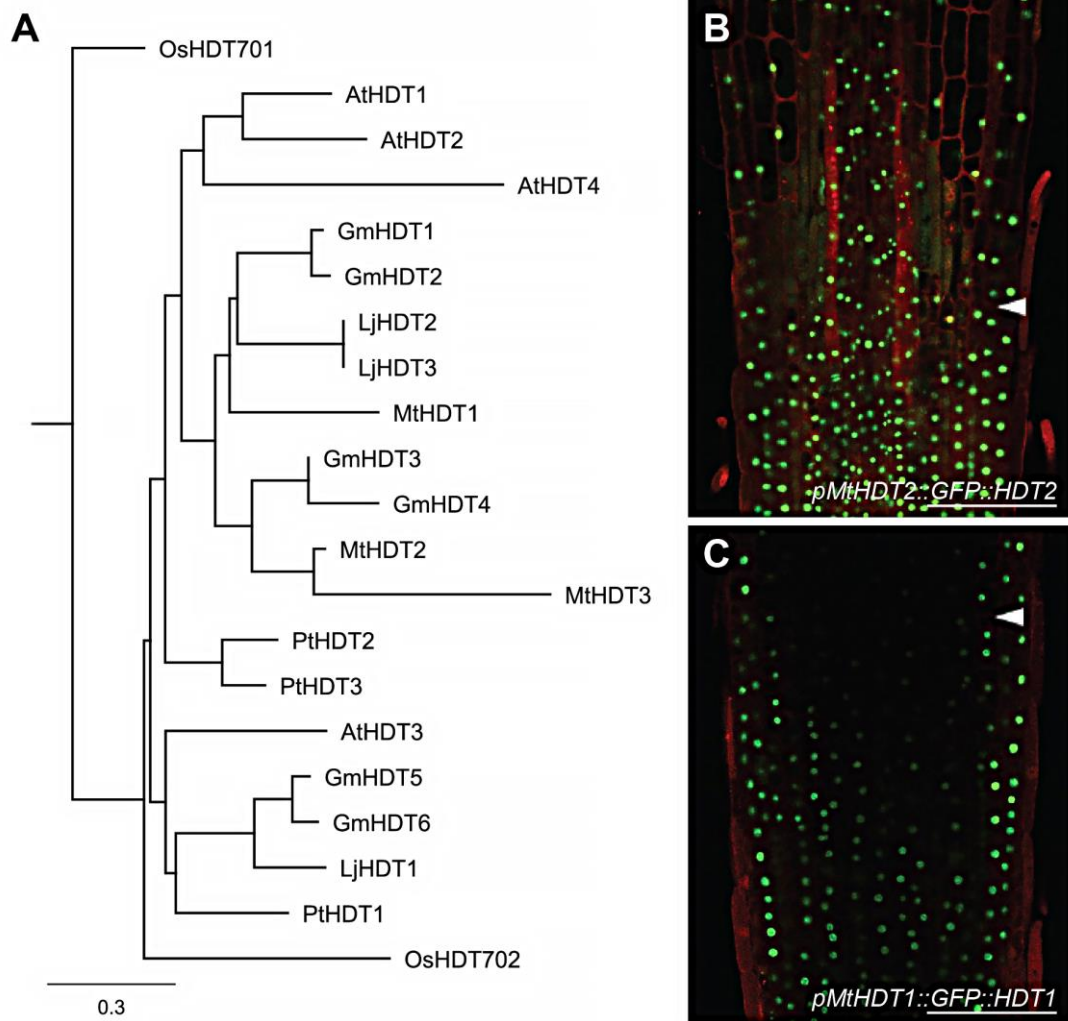 A
OsHDT701
AtHDT1
AtHDT2
AtHDT4
GmHDT1
GmHDT2
LjHDT2
LjHDT3
MtHDT1
GmHDT3
GmHDT4
MtHDT2
MtHDT3
PtHDT2
PtHDT3
AtHDT3
GmHDT5
GmHDT6
LjHDT1
PtHDT1
OsHDT702
0.3
B
pMtHDT2::GFP::HDT2
C
pMtHDT1::GFP::HDT1